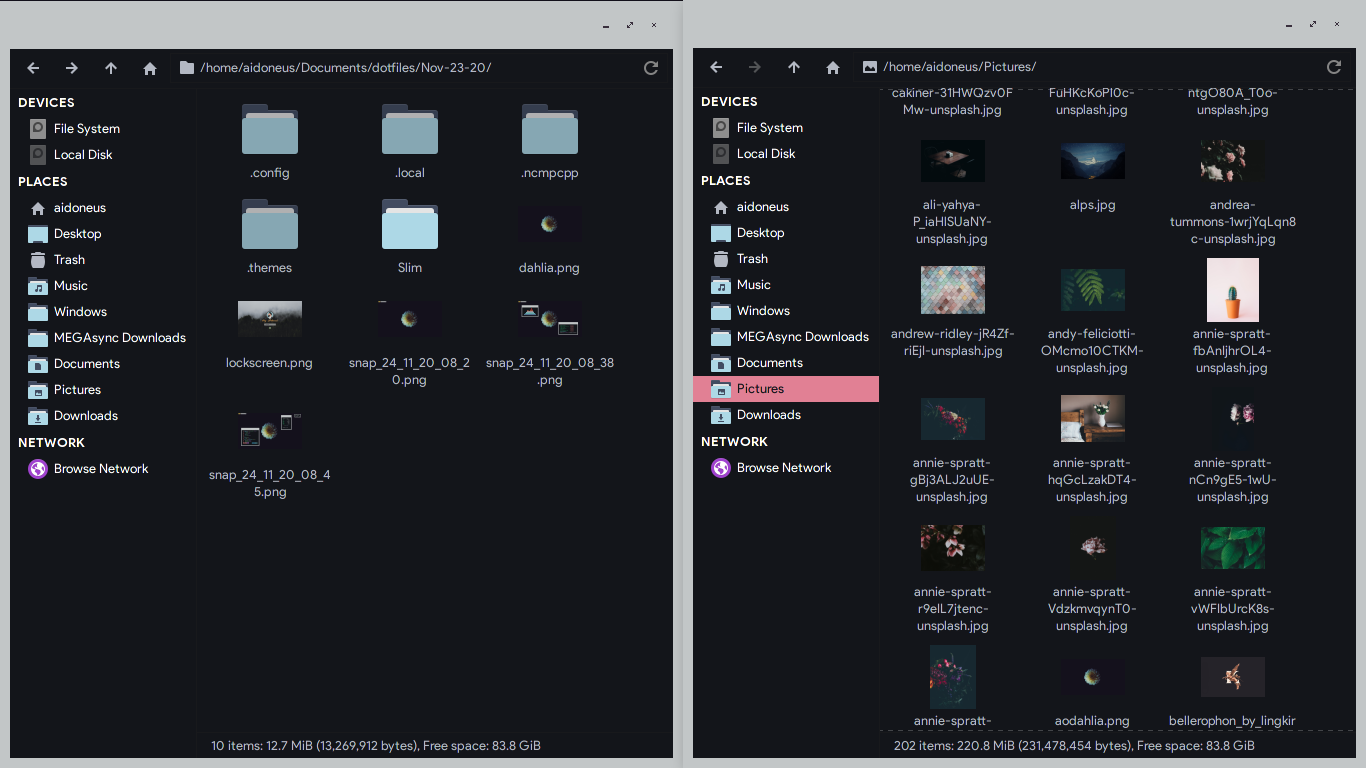 /home/aidoneus/Documents/dotfiles/Nov-23-20/
DEVICES
File System
Local Disk
PLACES
aidoneus
Desktop
Trash
Music
Windows
MEGAsync Downloads
Documents
Pictures
Downloads
NETWORK
Browse Network
.config
.local
.ncmpcpp
.themes
Slim
dahlia.png
lockscreen.png
snap_24_11_20_08_2
0.png
snap_24_11_20_08_38
.png
snap_24_11_20_08_4
5.png
10 items: 12.7 MiB (13,269,912 bytes), Free space: 83.8 GiB
/home/aidoneus/Pictures/
DEVICES
File System
Local Disk
PLACES
aidoneus
Desktop
Trash
Music
Windows
MEGAsync Downloads
Documents
Pictures
Downloads
NETWORK
Browse Network
cakiner-31HWQzv0F
Mw-unsplash.jpg
FuHKcKoPI0c-
unsplash.jpg
ntgO80A_T0o-
unsplash.jpg
ali-yahya-
P_iaHISUaNY-
unsplash.jpg
alps.jpg
andrea-
tummons-1wrjYqLqn8
c-unsplash.jpg
andrew-ridley-jR4Zf-
riEjI-unsplash.jpg
andy-feliciotti-
OMcmo10CTKM-
unsplash.jpg
annie-spratt-
fbAnIjhrOL4-
unsplash.jpg
annie-spratt-
gBj3ALJ2uUE-
unsplash.jpg
annie-spratt-
hqGcLzakDT4-
unsplash.jpg
annie-spratt-
nCn9gE5-1wU-
unsplash.jpg
annie-spratt-
r9elL7jtenc-
unsplash.jpg
annie-spratt-
VdzkmvqynT0-
unsplash.jpg
annie-spratt-
vWFlbUrcK8s-
unsplash.jpg
annie-spratt-
aodahlia.png
bellerophon_by_lingkir
202 items: 220.8 MiB (231,478,454 bytes), Free space: 83.8 GiB